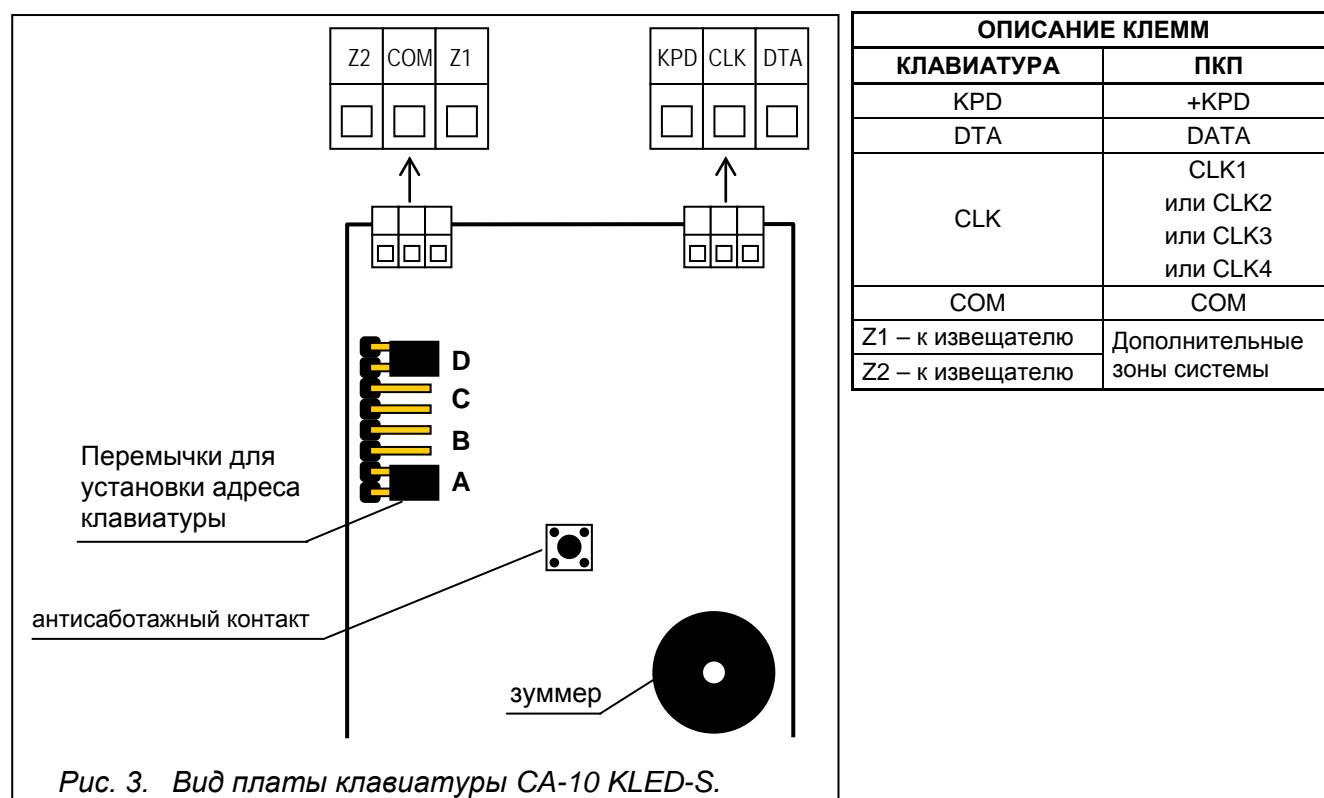 Z2 COM Z1
KPD CLK DTA
D
C
B
A
Перемычки для
установки адреса
клавиатуры
антисаботажный контакт
зуммер
Рис. 3. Вид платы клавиатуры CA-10 KLED-S.
ОПИСАНИЕ КЛЕММ
КЛАВИАТУРА ПКП
KPD +KPD
DTA DATA
CLK
CLK1
или CLK2
или CLK3
или CLK4
COM COM
Z1 – к извещателю
Z2 – к извещателю
Дополнительные
зоны системы